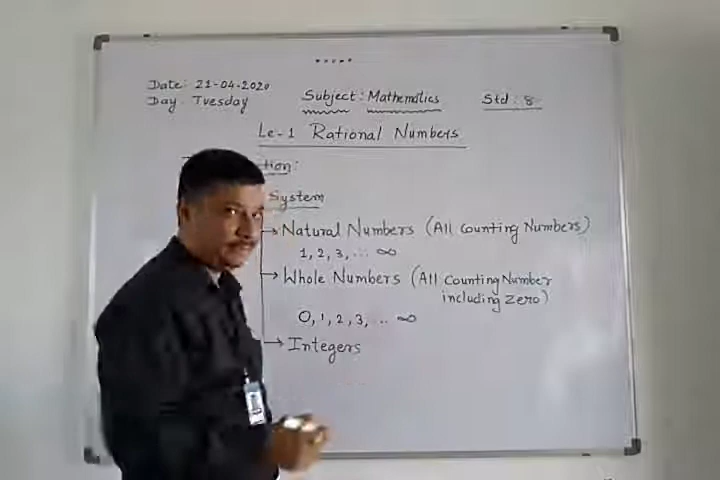 Date: 21-04-2020
Day: Tuesday
Subject: Mathematics
Std: 8
Le-1 Rational Numbers
System
→ Natural Numbers (All Counting Numbers)
1, 2, 3, ... ∞
→ Whole Numbers (All Counting Number
including Zero)
0, 1, 2, 3, ... ∞
→ Integers